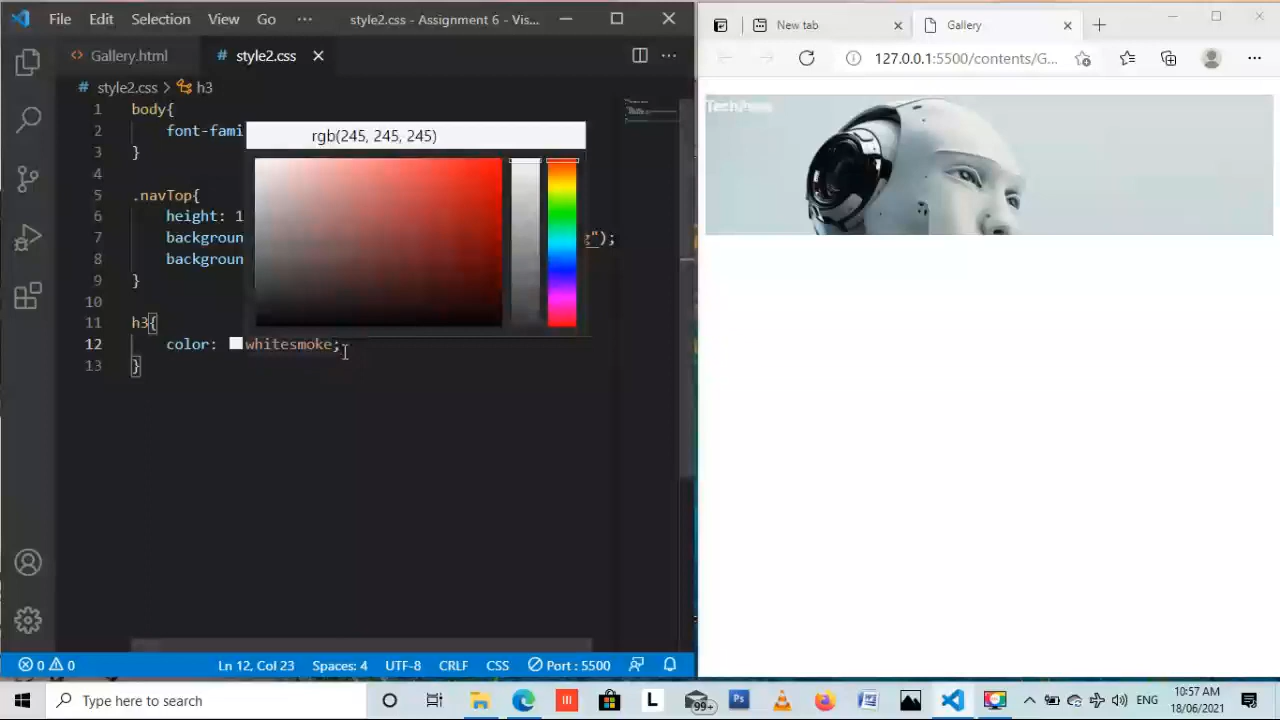 File Edit Selection View Go ··· style2.css - Assignment 6 - Vis...
Gallery.html
# style2.css
# style2.css > h3
1 body{
2 font-fami
3 }
4
5 .navTop{
6 height: 1
7 backgroun
");
8 backgroun
9 }
10
11 h3{
12 color: whitesmoke;
13 }
rgb(245, 245, 245)
0 0
Ln 12, Col 23
Spaces: 4
UTF-8
CRLF
CSS
Port : 5500
New tab
Gallery
127.0.0.1:5500/contents/G...
Type here to search
L
99+
Ps
ENG
10:57 AM
18/06/2021